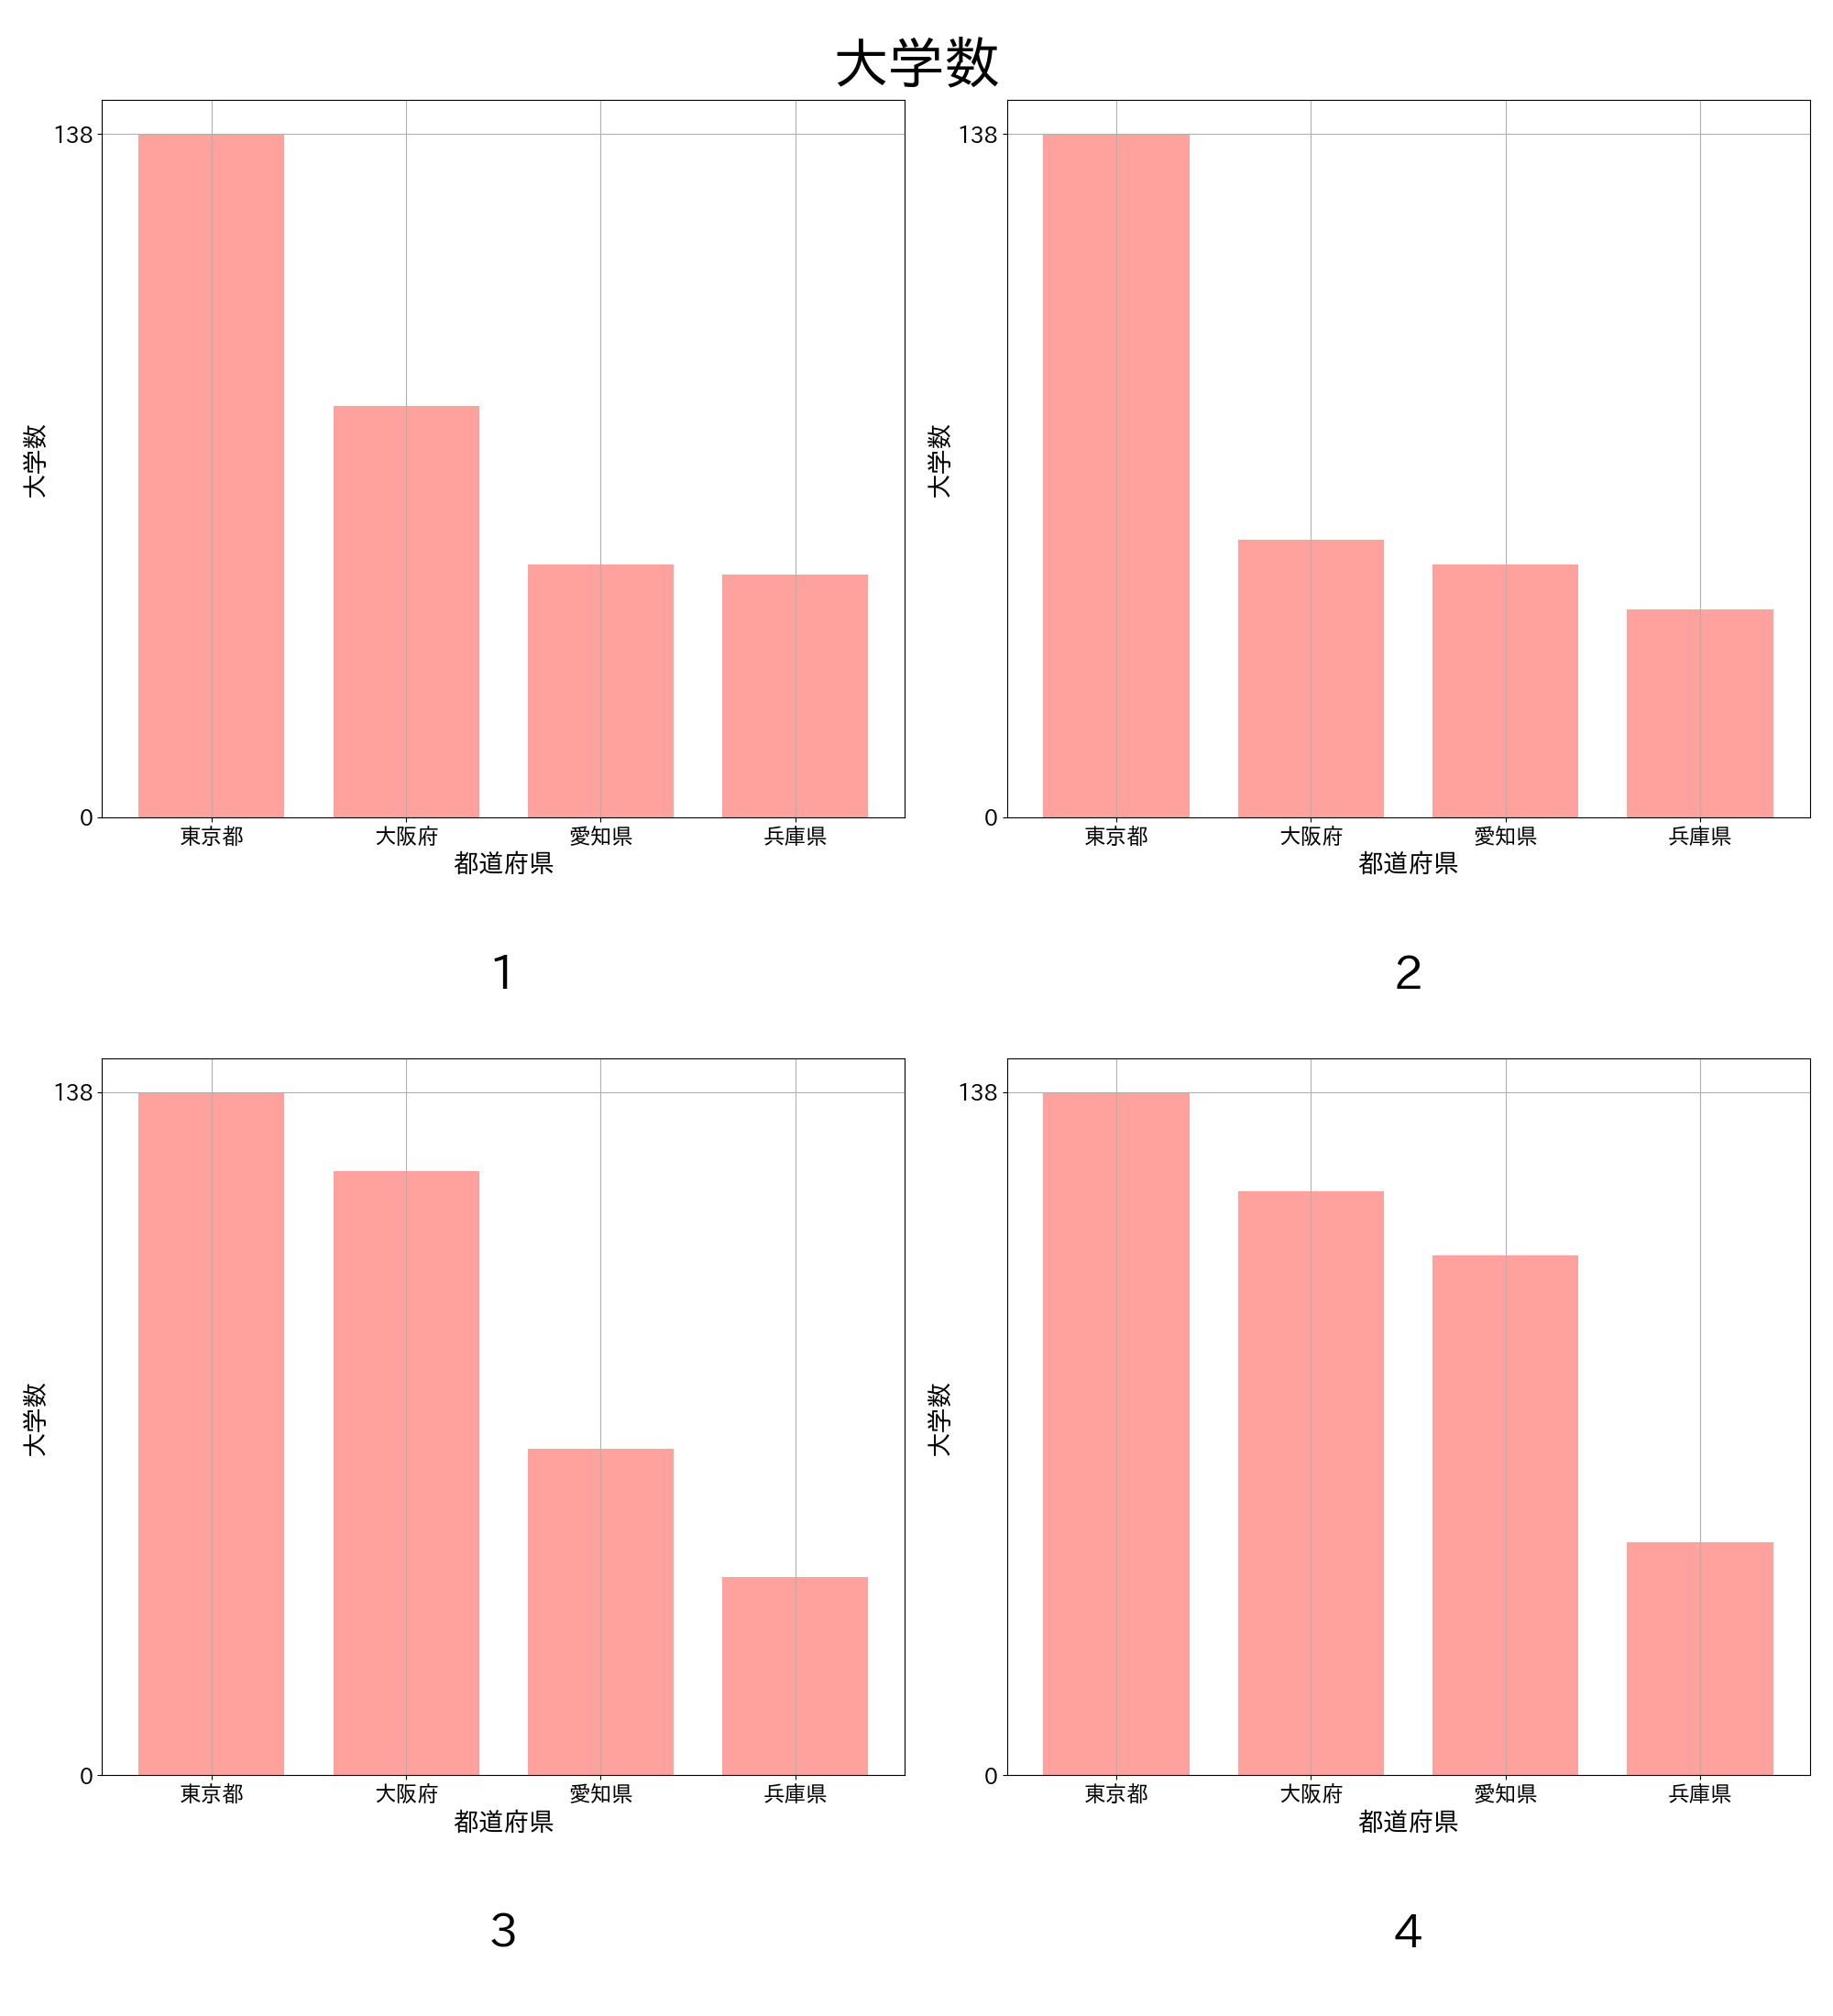 大学数
138
0
大学数
東京都 大阪府 愛知県 兵庫県
都道府県
1
138
0
大学数
東京都 大阪府 愛知県 兵庫県
都道府県
2
138
0
大学数
東京都 大阪府 愛知県 兵庫県
都道府県
3
138
0
大学数
東京都 大阪府 愛知県 兵庫県
都道府県
4